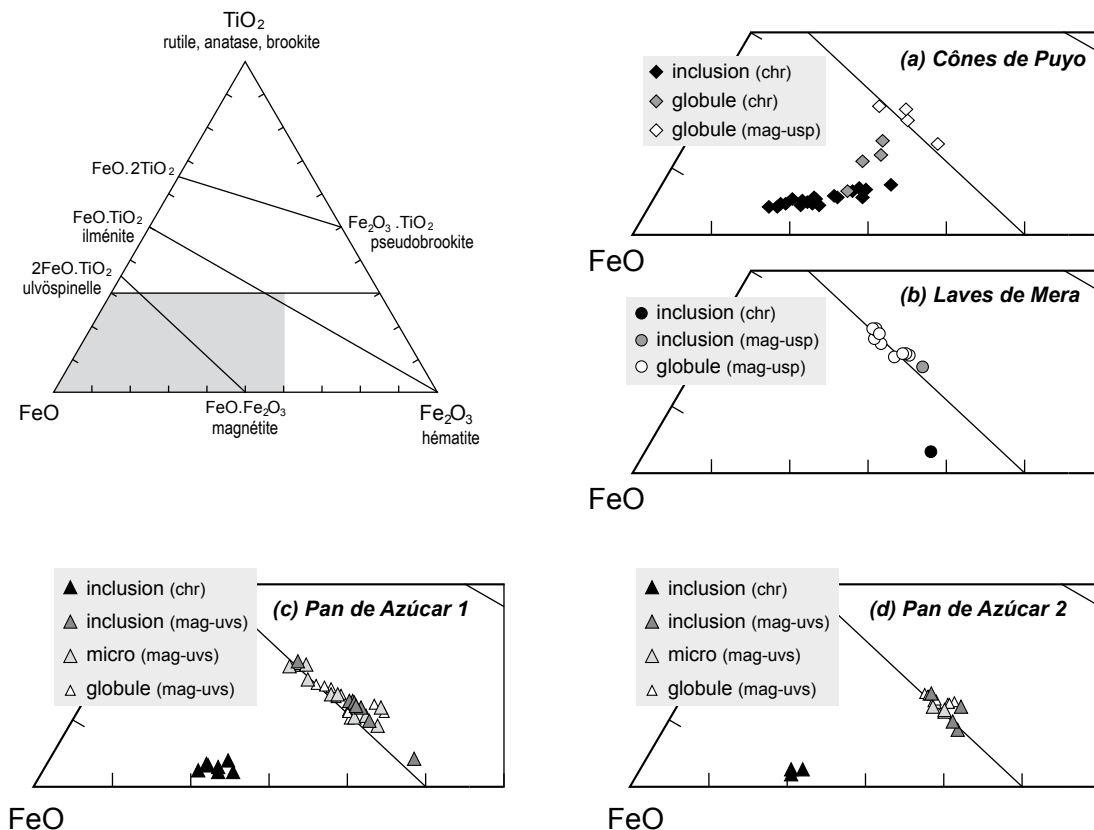 TiO2
rutile, anatase, brookite
FeO.2TiO2
FeO.TiO2
ilménite
2FeO.TiO2
ulvöspinelle
Fe2O3 .TiO2
pseudobrookite
FeO
FeO.Fe2O3
magnétite
Fe2O3
hématite
(a) Cônes de Puyo
inclusion (chr)
globule (chr)
globule (mag-usp)
FeO
(b) Laves de Mera
inclusion (chr)
inclusion (mag-usp)
globule (mag-usp)
FeO
(c) Pan de Azúcar 1
inclusion (chr)
inclusion (mag-uvs)
micro (mag-uvs)
globule (mag-uvs)
FeO
(d) Pan de Azúcar 2
inclusion (chr)
inclusion (mag-uvs)
micro (mag-uvs)
globule (mag-uvs)
FeO